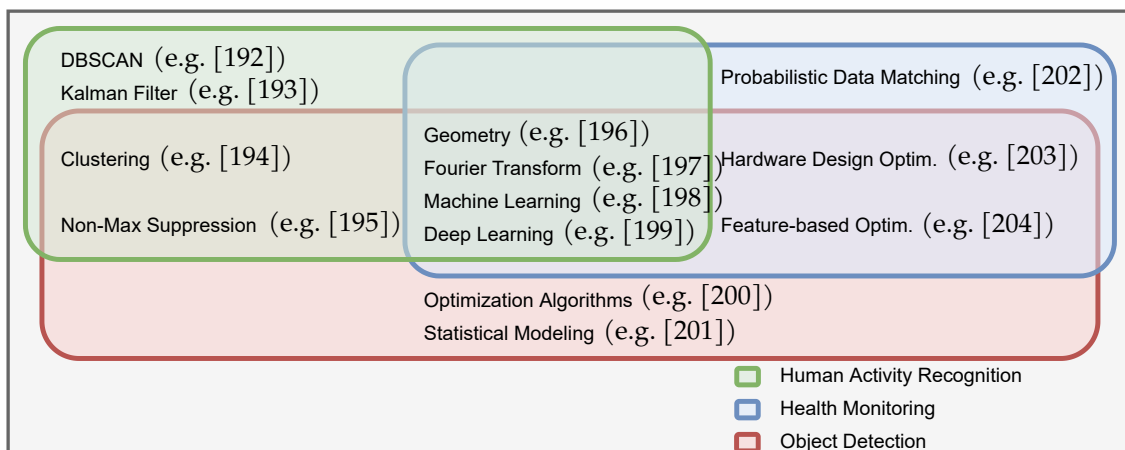 DBSCAN (e.g. [192])
Kalman Filter (e.g. [193])
Clustering (e.g. [194])
Non-Max Suppression (e.g. [195])
Geometry (e.g. [196])
Fourier Transform (e.g. [197])
Machine Learning (e.g. [198])
Deep Learning (e.g. [199])
Optimization Algorithms (e.g. [200])
Statistical Modeling (e.g. [201])
Probabilistic Data Matching (e.g. [202])
Hardware Design Optim. (e.g. [203])
Feature-based Optim. (e.g. [204])
Human Activity Recognition
Health Monitoring
Object Detection